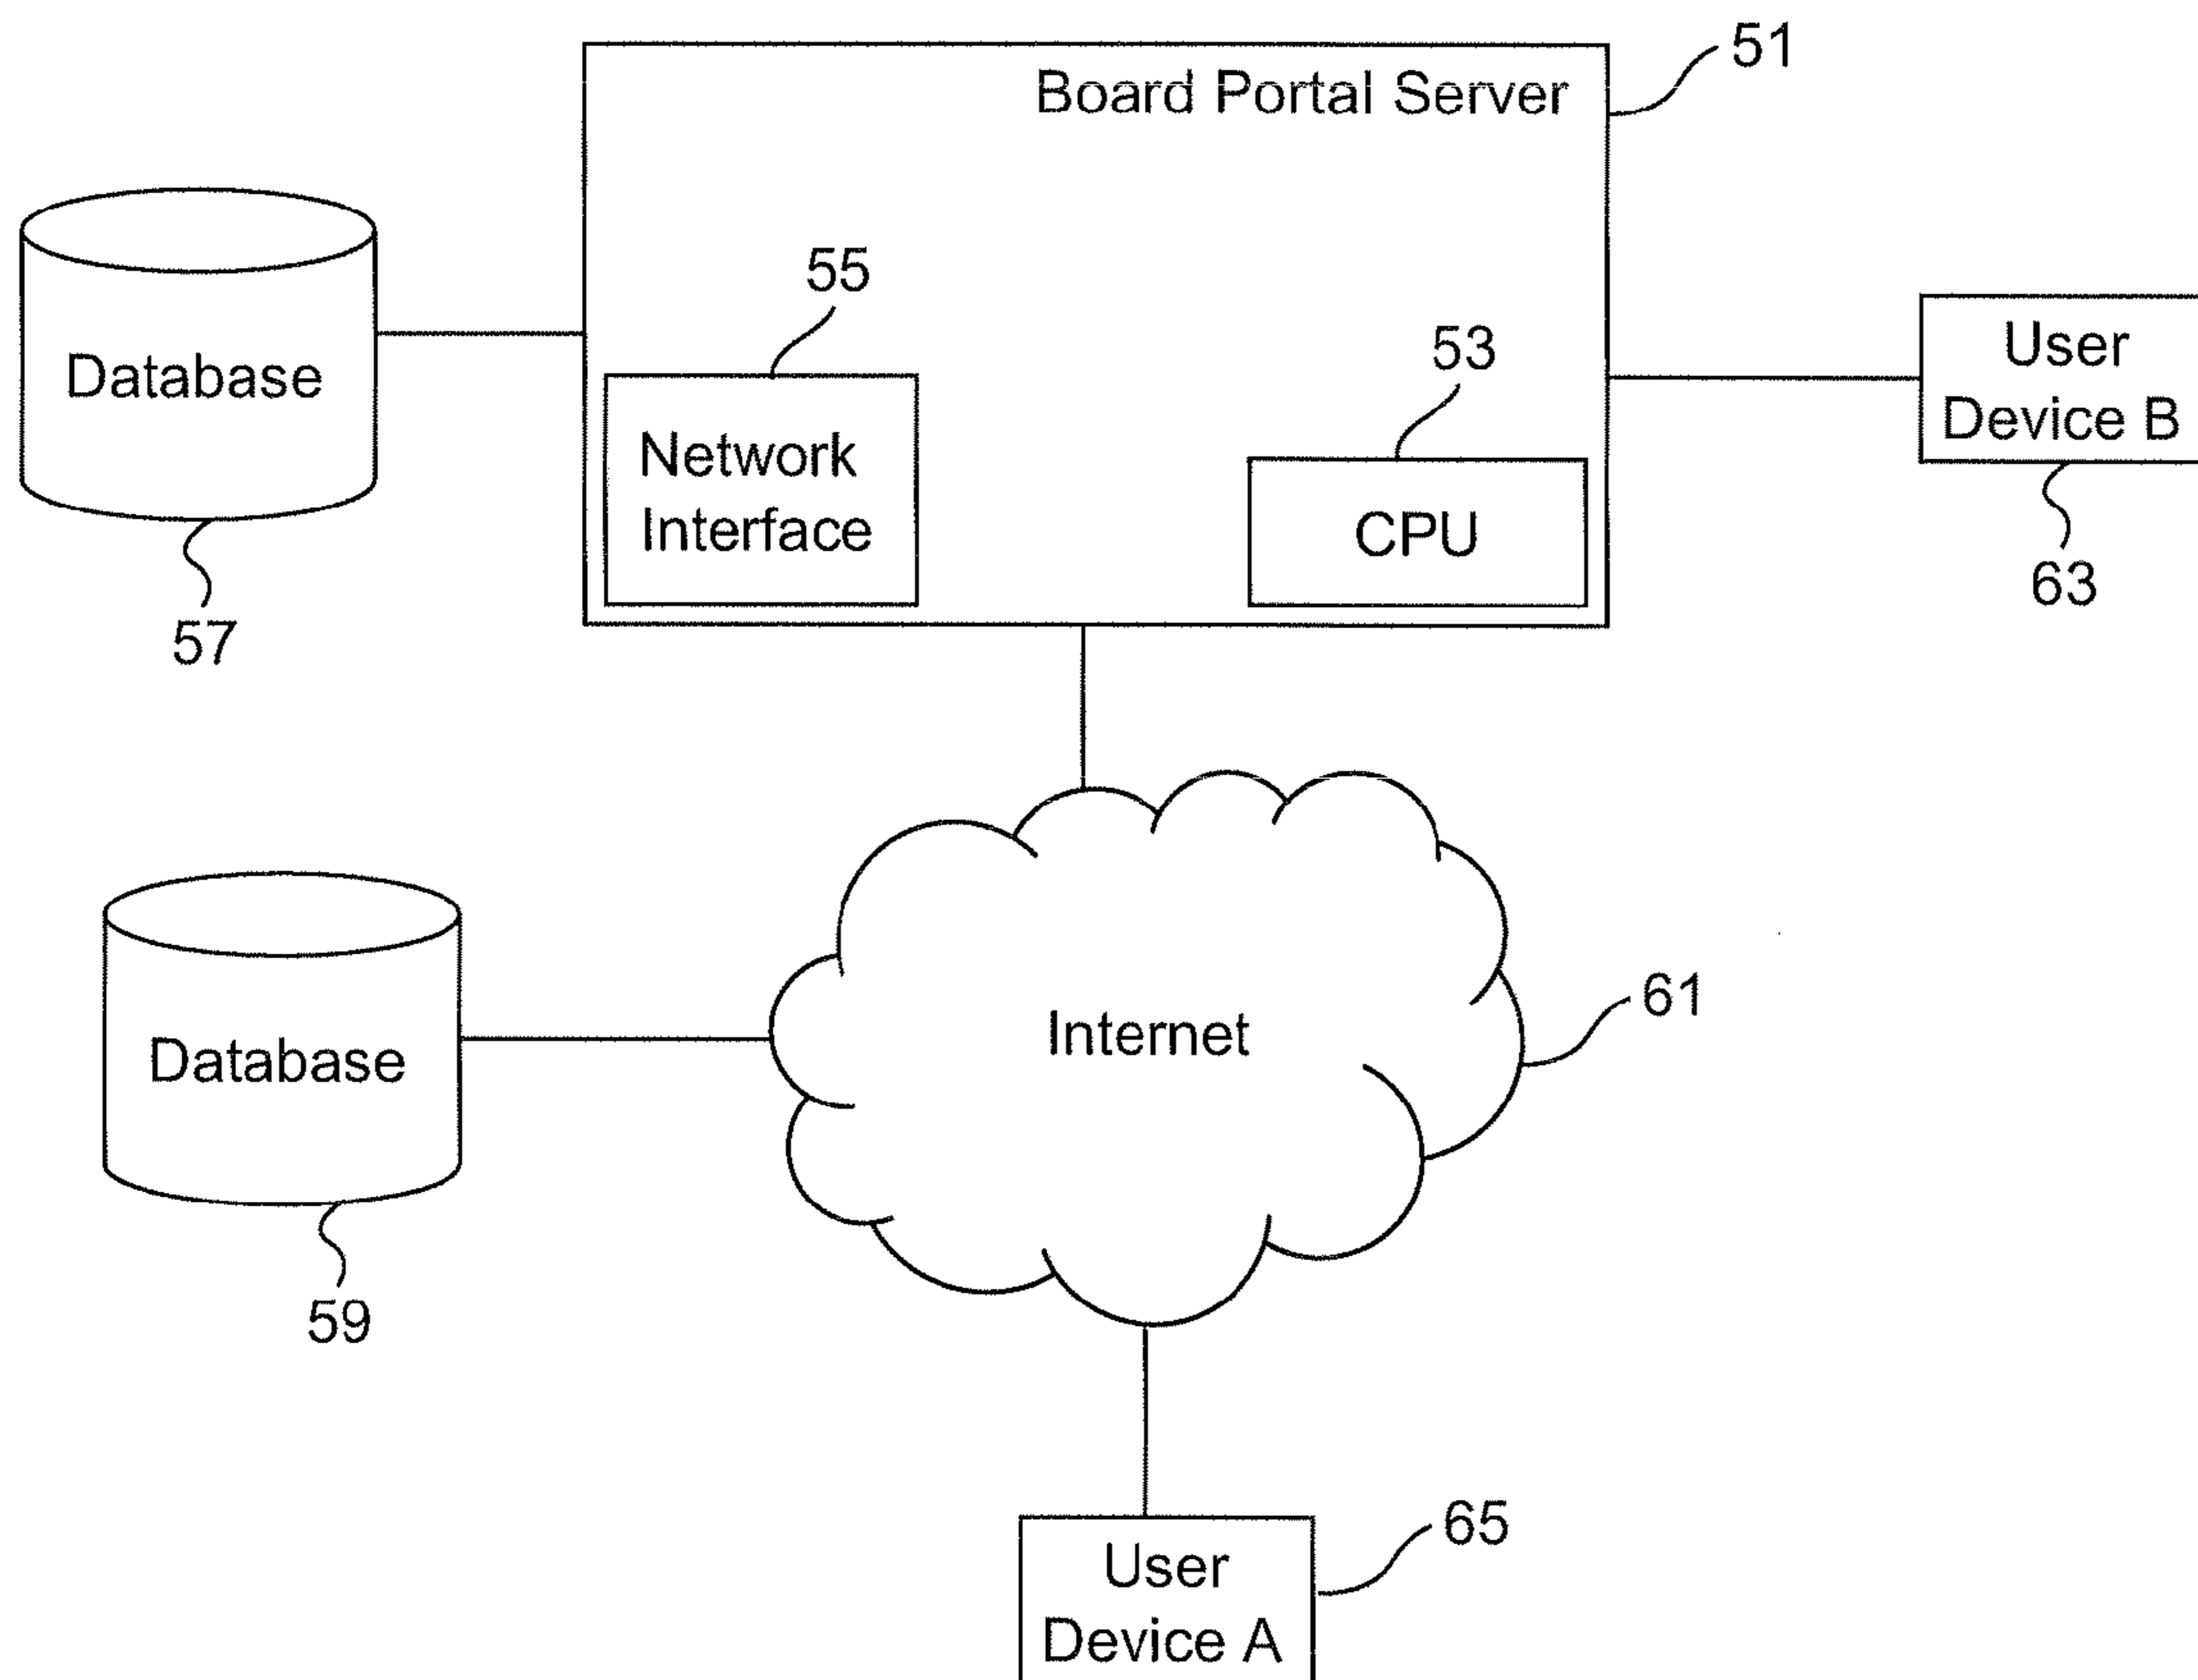 51
Board Portal Server
55
53
Database
Network
Interface
CPU
User
Device B
57
63
Internet
61
Database
59
65
User
Device A